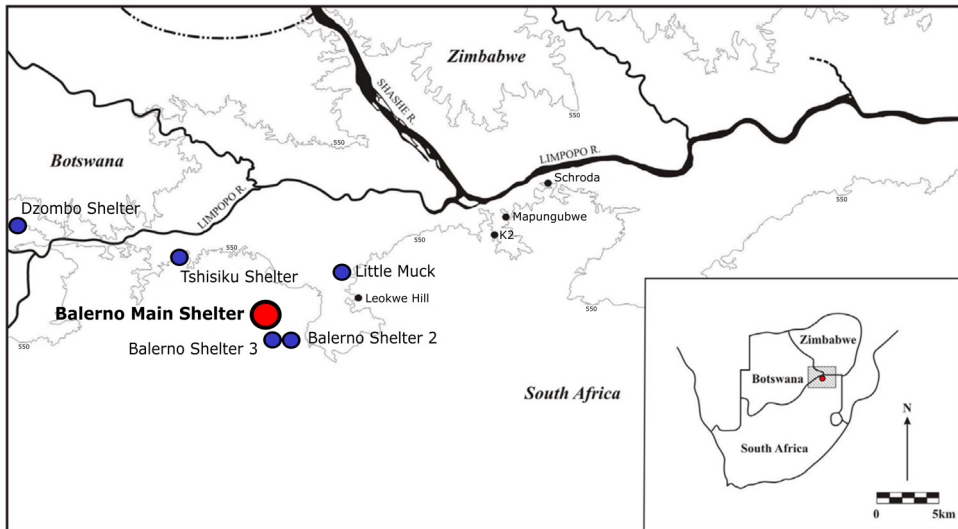 Zimbabwe
SHASHE R.
550
550
Botswana
LIMPOPO R.
Schroda
Dzombo Shelter
LIMPOPO R.
Mapungubwe
K2
550
550
550
Tshisiku Shelter
Little Muck
Leokwe Hill
Balerno Main Shelter
550
550
Balerno Shelter 3
Balerno Shelter 2
South Africa
Zimbabwe
Botswana
South Africa
N
0
5km